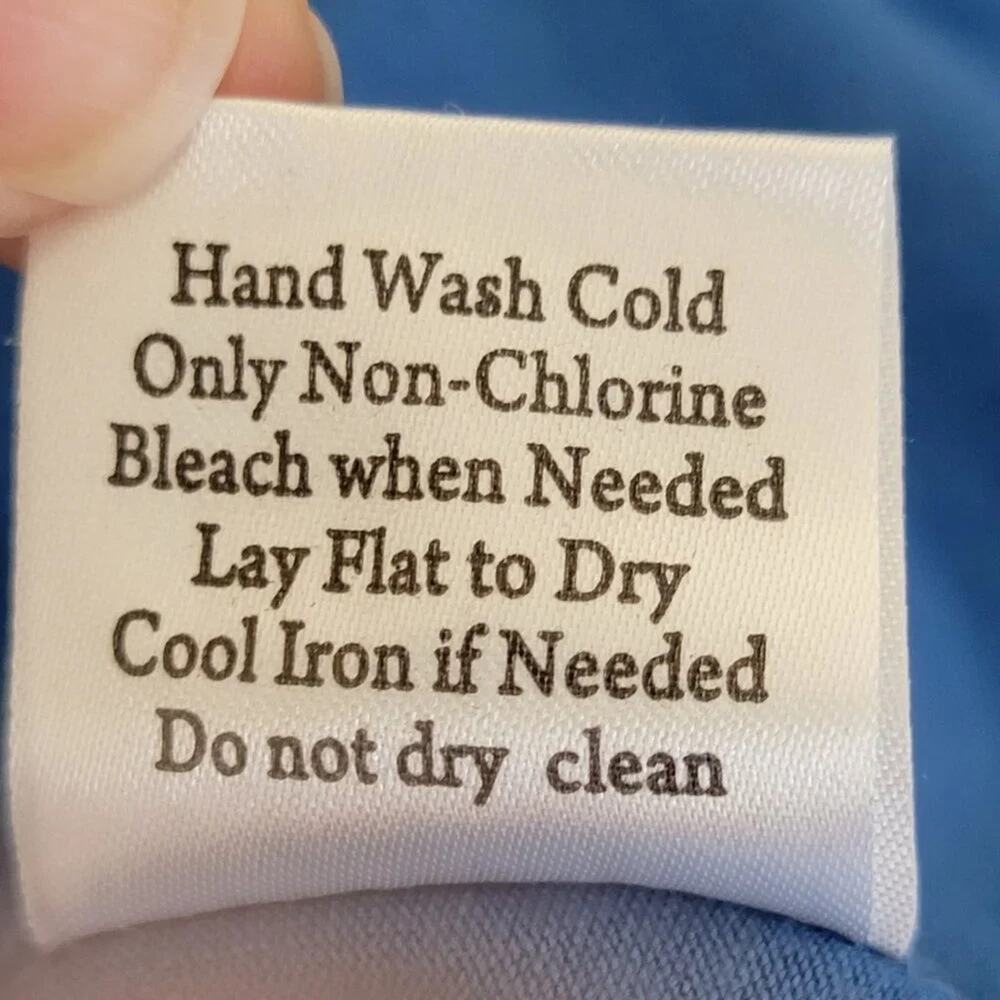 Hand Wash Cold
Only Non-Chlorine
Bleach when Needed
Lay Flat to Dry
Cool Iron if Needed
Do not dry clean